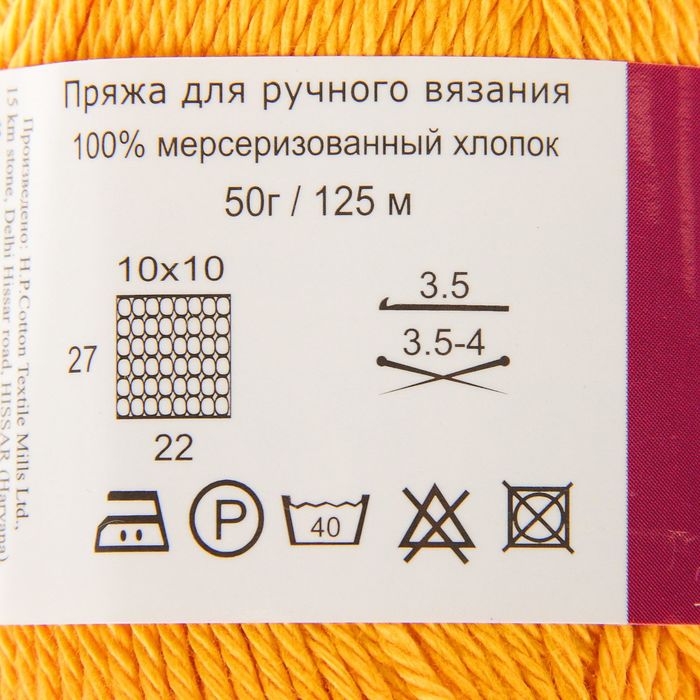 Пряжа для ручного вязания
100% мерсеризованный хлопок
50г / 125 м
10x10
27
22
3.5
3.5-4
P
40
Произведено: H.P.Cotton Textile Mills Ltd.,
15 km stone, Delhi Hissar road, HISSAR (Haryana)